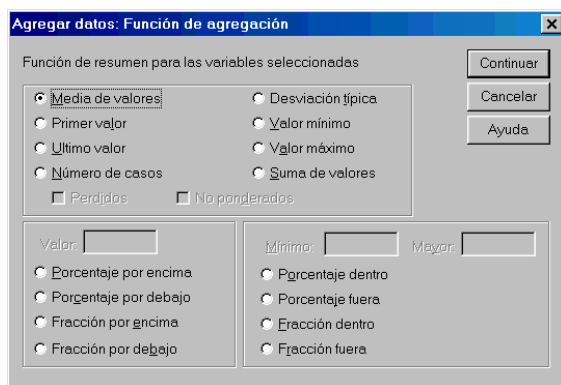 Agregar datos: Función de agregación
Función de resumen para las variables seleccionadas
Continuar
Cancelar
Ayuda
Media de valores
Desviación típica
Primer valor
Valor mínimo
Ultimo valor
Valor máximo
Número de casos
Suma de valores
Perdidos
No ponderados
Valor:
Porcentaje por encima
Porcentaje por debajo
Fracción por encima
Fracción por debajo
Mínimo:
Mayor:
Porcentaje dentro
Porcentaje fuera
Fracción dentro
Fracción fuera